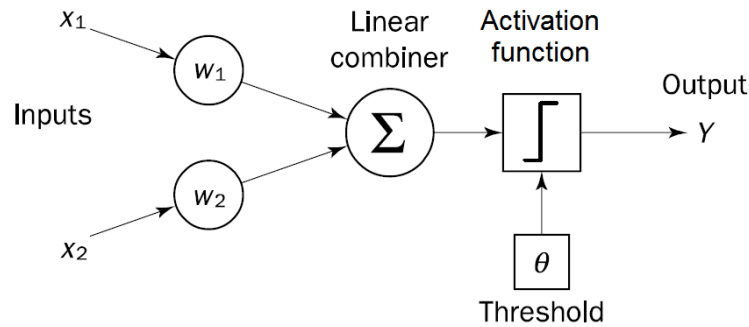 x₁
w₁
Inputs
w₂
x₂
Linear
combiner
Σ
Activation
function
θ
Threshold
Output
Y